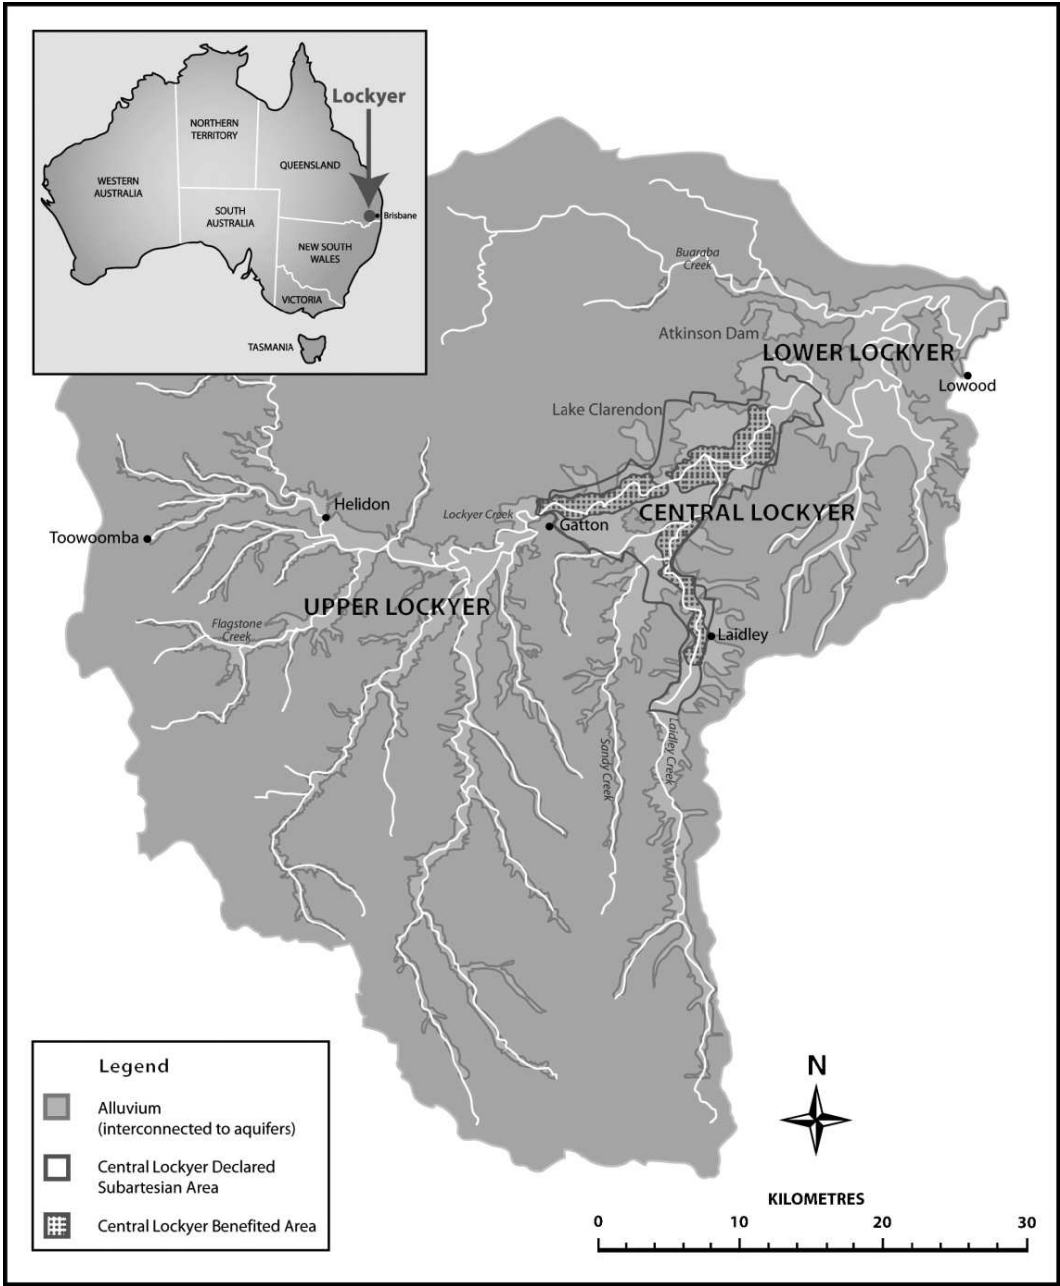 Lockyer
NORTHERN
TERRITORY
QUEENSLAND
WESTERN
AUSTRALIA
SOUTH
AUSTRALIA
Brisbane
NEW SOUTH
WALES
VICTORIA
TASMANIA
Buaraba
Creek
Atkinson Dam
LOWER LOCKYER
Lowood
Lake Clarendon
Helidon
Lockyer Creek
CENTRAL LOCKYER
Gatton
Toowoomba
UPPER LOCKYER
Flagstone
Creek
Laidley
Sandy Creek
Laidley Creek
Legend
Alluvium
(interconnected to aquifers)
Central Lockyer Declared
Subartesian Area
Central Lockyer Benefited Area
N
KILOMETRES
0 10 20 30